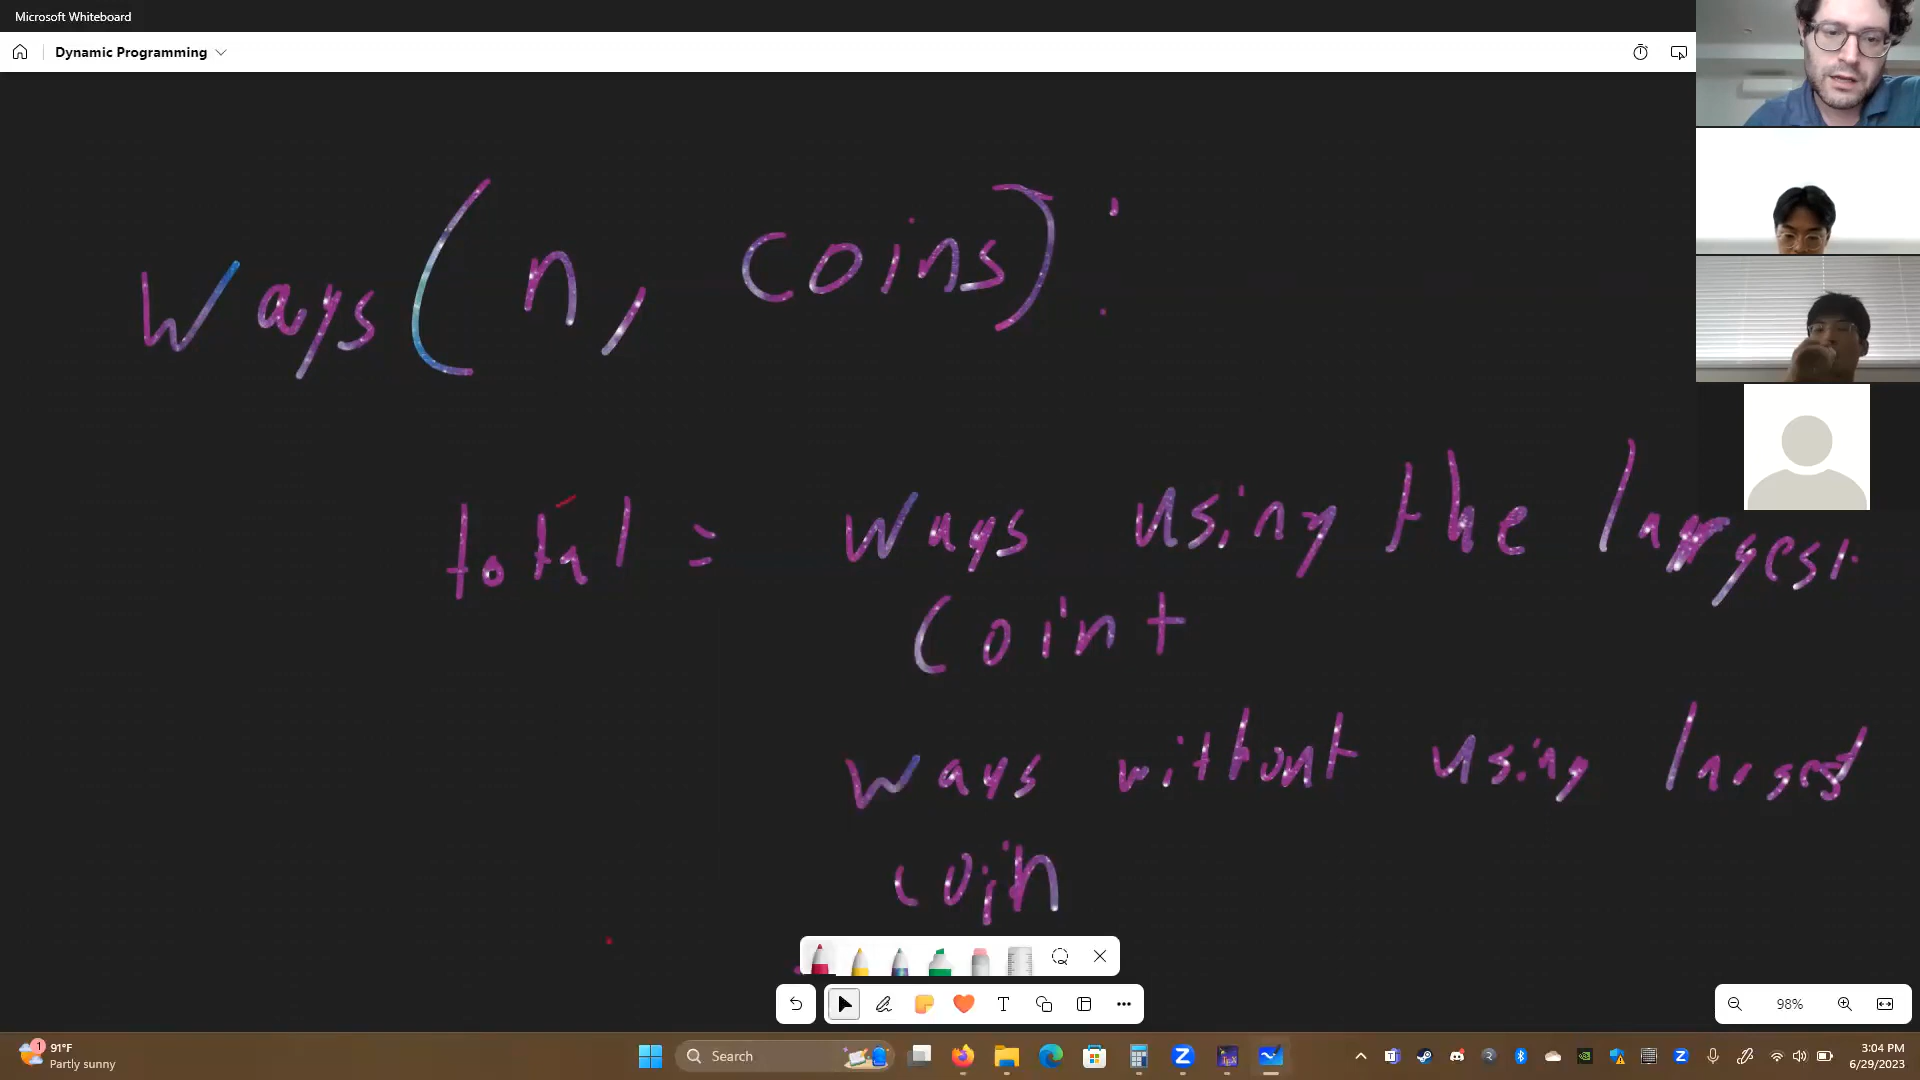 Microsoft Whiteboard
Dynamic Programming
Ways(n, coins):
total = ways using the largest
coin +
ways without using largest
coin
98%
91°F
Partly sunny
Search
3:04 PM
6/29/2023